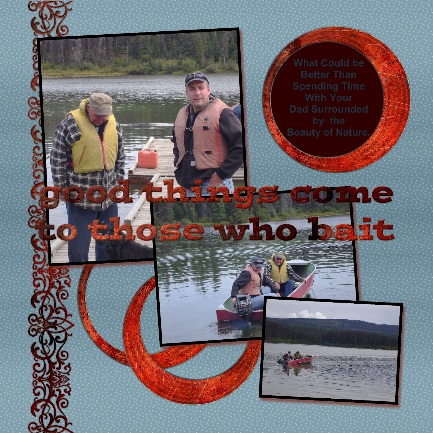 What Could be
Better Than
Spending Time
With Your
Dad Surrounded
by the
Beauty of Nature.
good things come
to those who bait